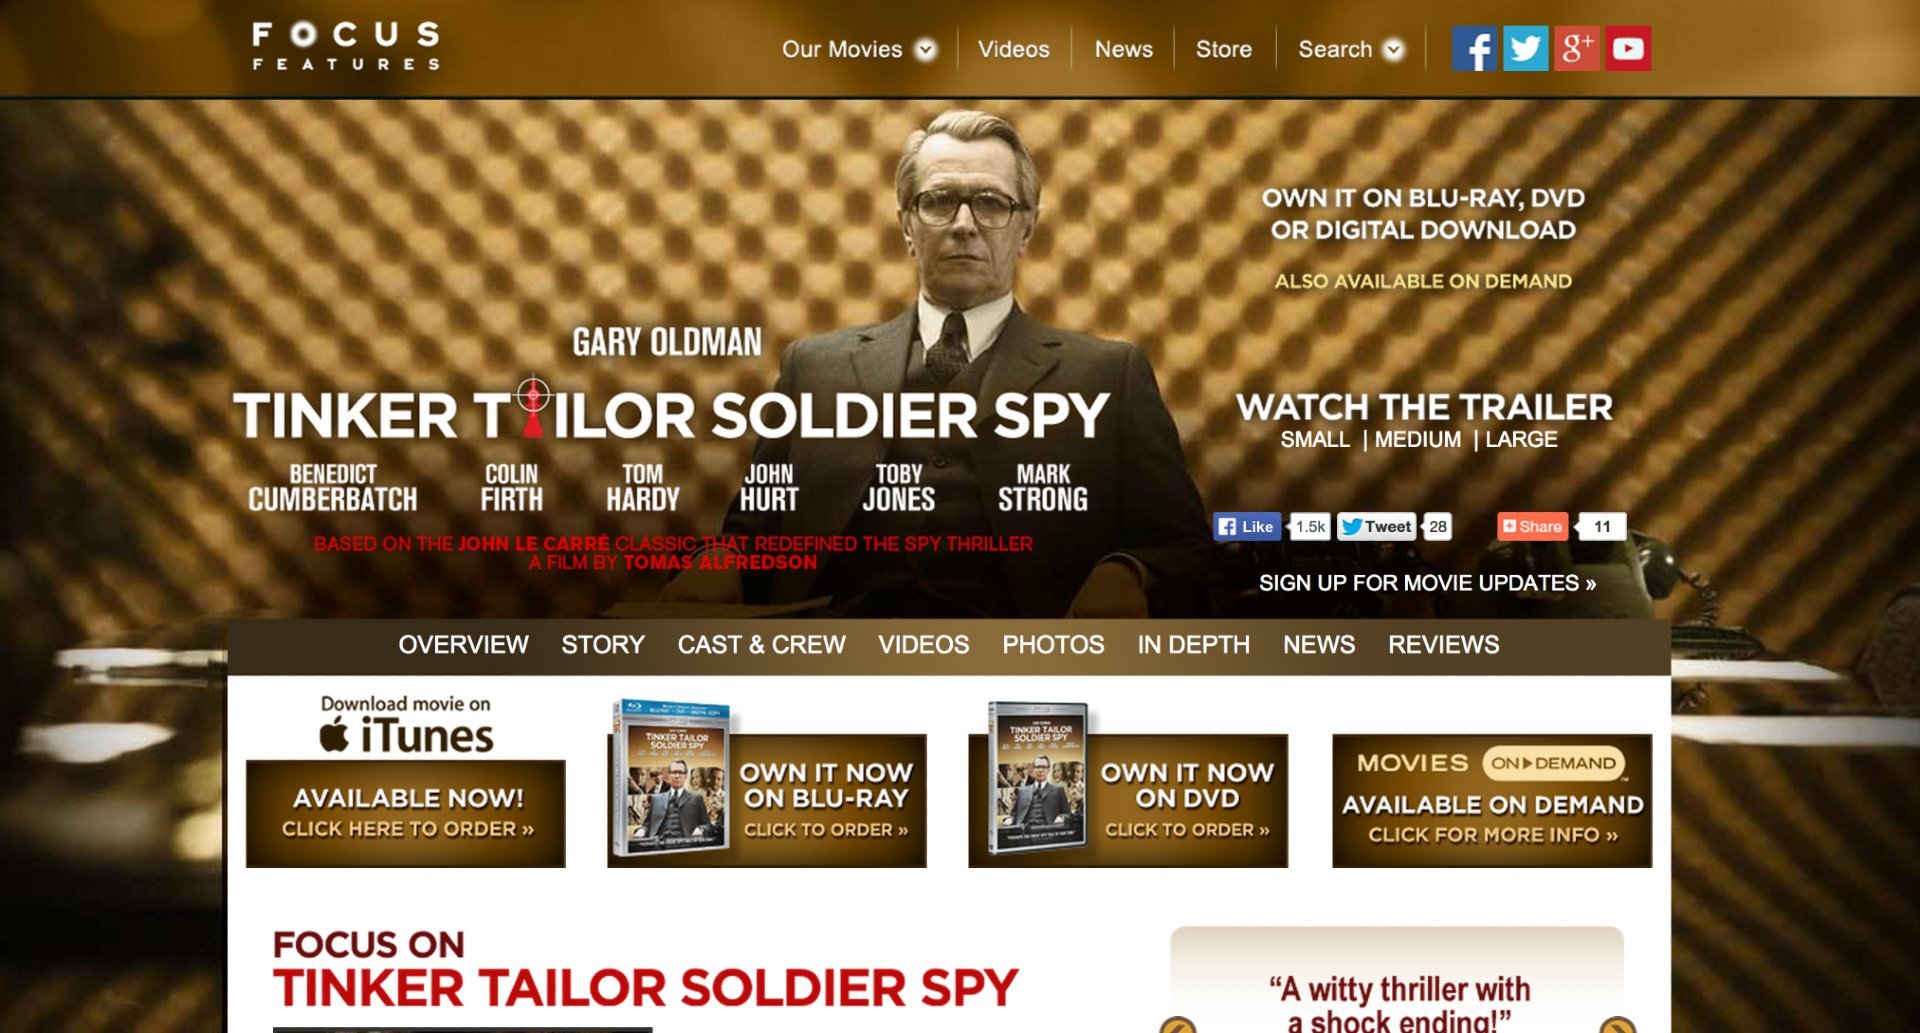 FOCUS
FEATURES
Our Movies
Videos
News
Store
Search
OWN IT ON BLU-RAY, DVD
OR DIGITAL DOWNLOAD
ALSO AVAILABLE ON DEMAND
GARY OLDMAN
TINKER TAILOR SOLDIER SPY
BENEDICT
CUMBERBATCH
COLIN
FIRTH
TOM
HARDY
JOHN
HURT
TOBY
JONES
MARK
STRONG
BASED ON THE JOHN LE CARRÉ CLASSIC THAT REDEFINED THE SPY THRILLER
A FILM BY TOMAS ALFREDSON
WATCH THE TRAILER
SMALL | MEDIUM | LARGE
Like 1.5k Tweet 28 Share 11
SIGN UP FOR MOVIE UPDATES »
OVERVIEW STORY CAST & CREW VIDEOS PHOTOS IN DEPTH NEWS REVIEWS
Download movie on
iTunes
AVAILABLE NOW!
CLICK HERE TO ORDER »
TINKER TAILOR
SOLDIER SPY
OWN IT NOW
ON BLU-RAY
CLICK TO ORDER »
TINKER TAILOR
SOLDIER SPY
OWN IT NOW
ON DVD
CLICK TO ORDER »
MOVIES ON DEMAND
AVAILABLE ON DEMAND
CLICK FOR MORE INFO »
FOCUS ON
TINKER TAILOR SOLDIER SPY
“A witty thriller with
a shock ending!”